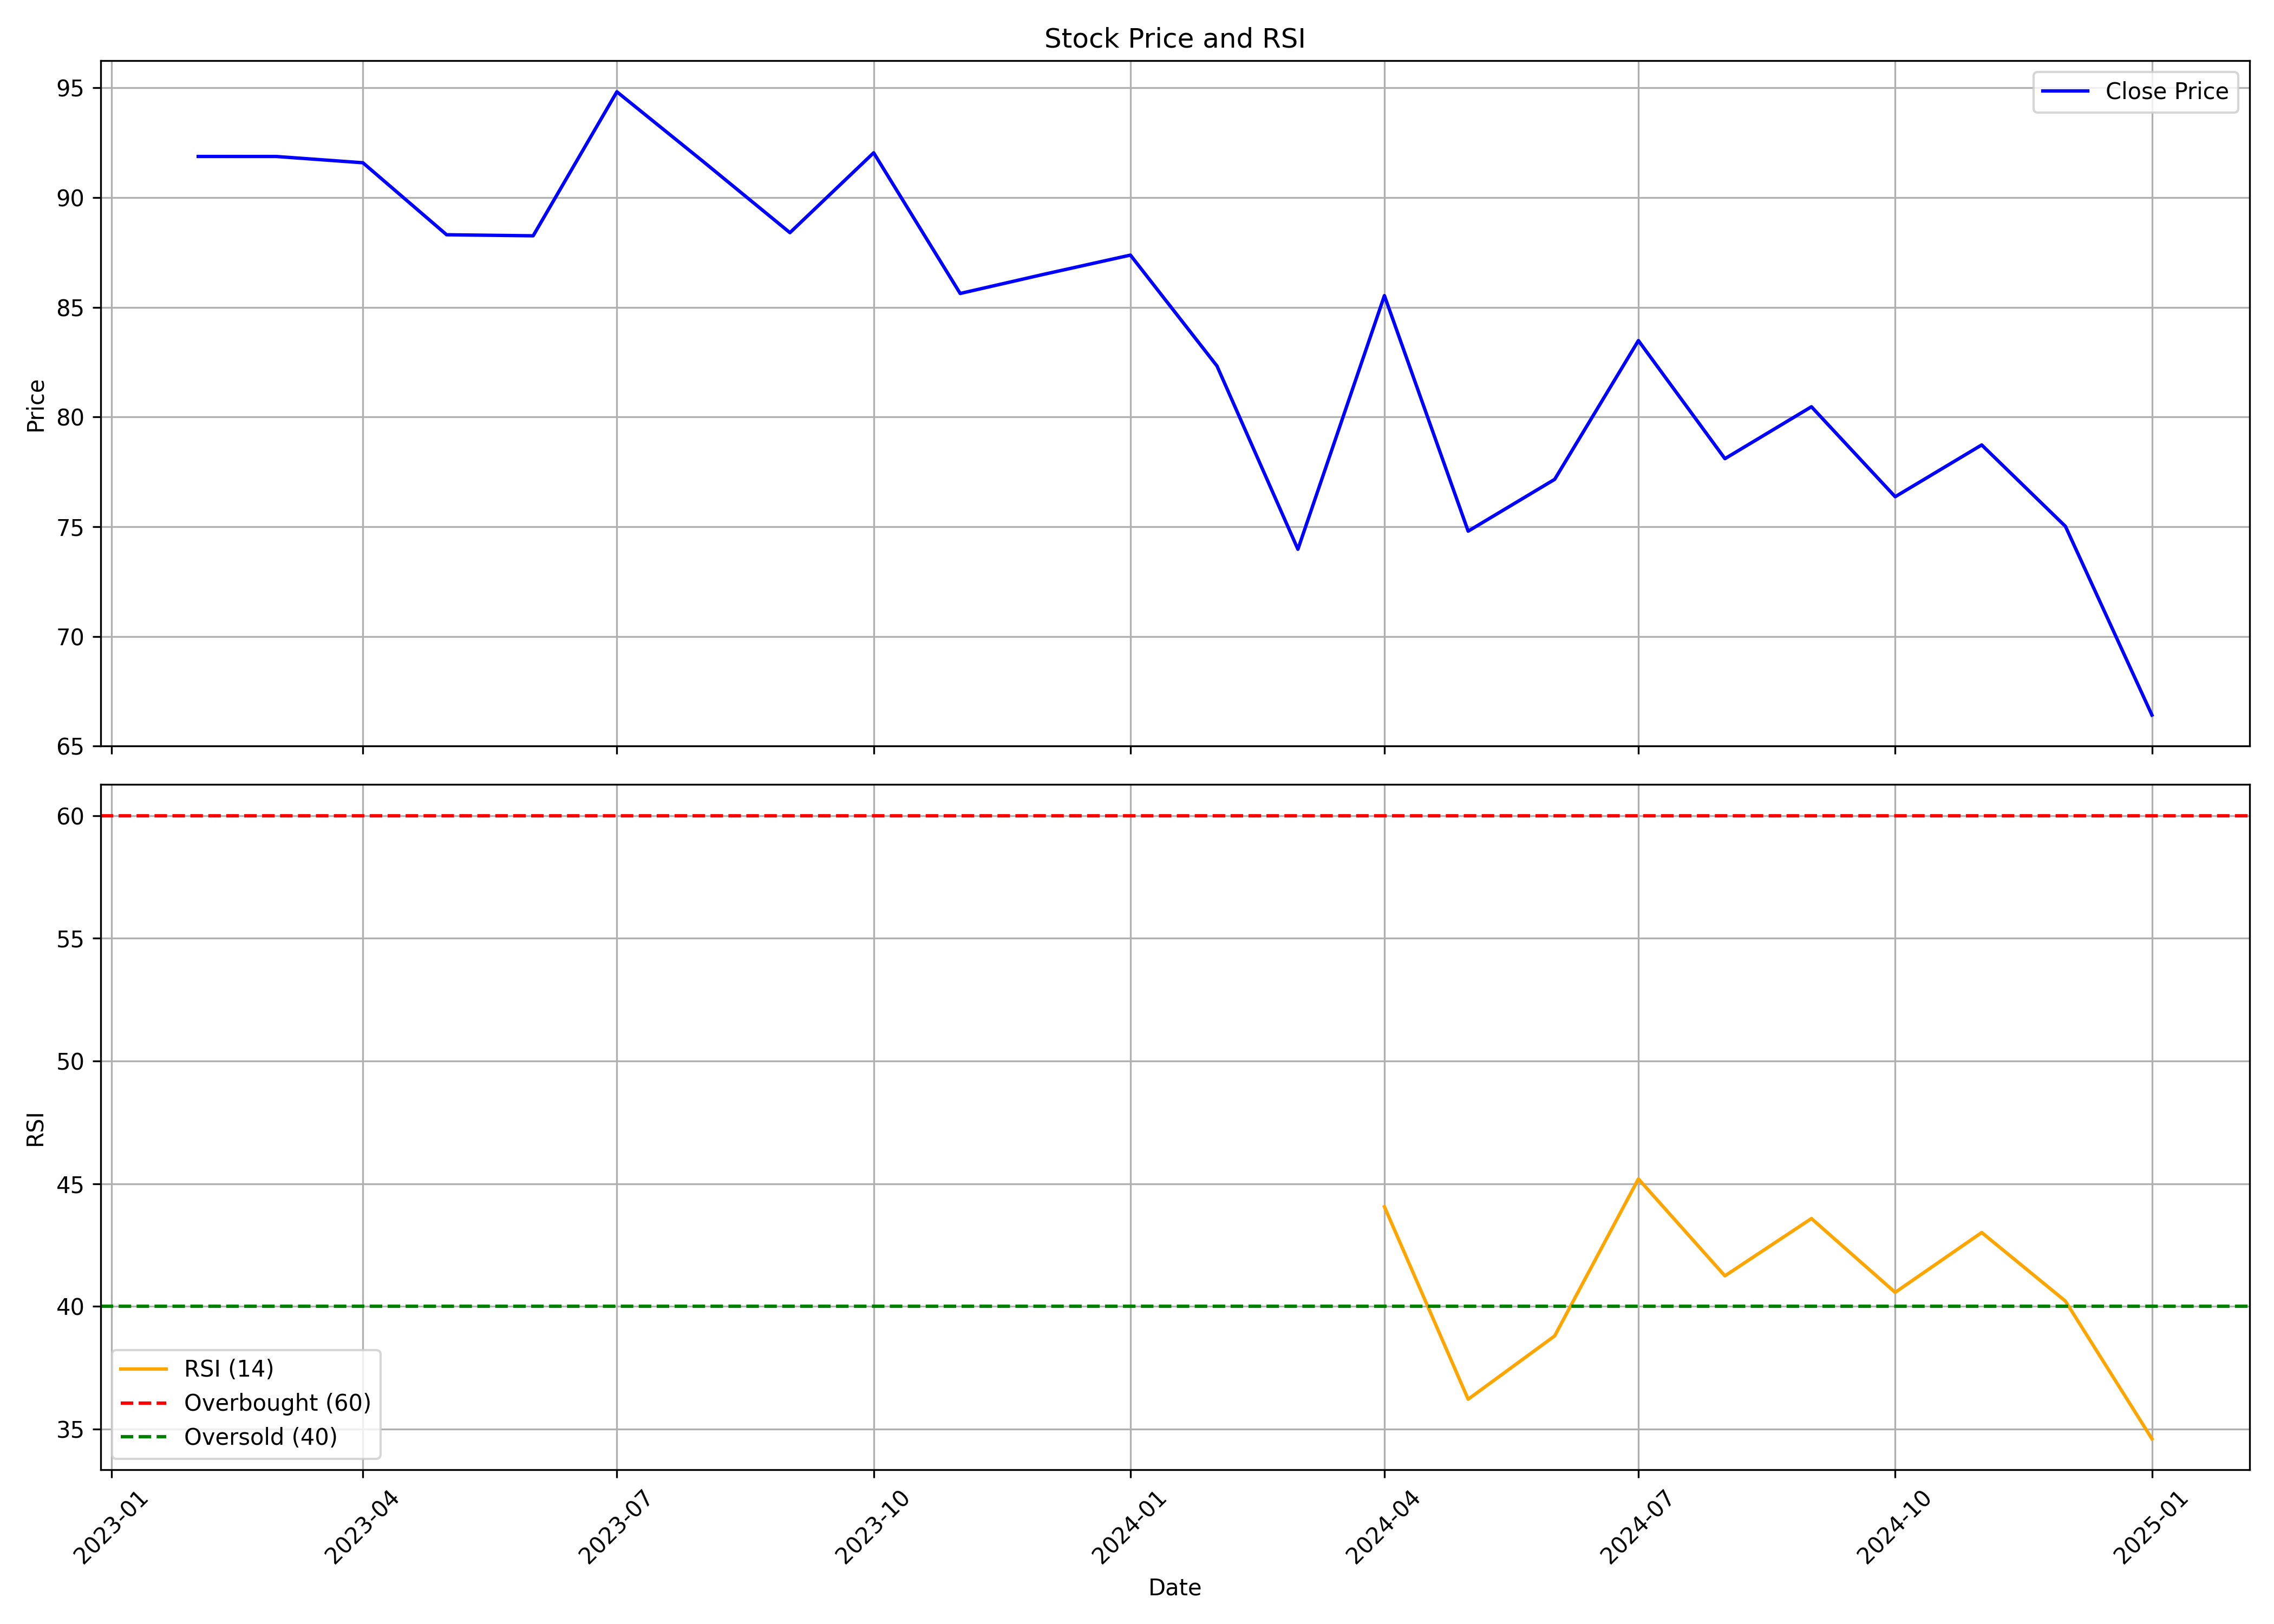 Stock Price and RSI
Price
95
90
85
80
75
70
65
Close Price
RSI
60
55
50
45
40
35
RSI (14)
Overbought (60)
Oversold (40)
2023-01
2023-04
2023-07
2023-10
2024-01
2024-04
2024-07
2024-10
2025-01
Date